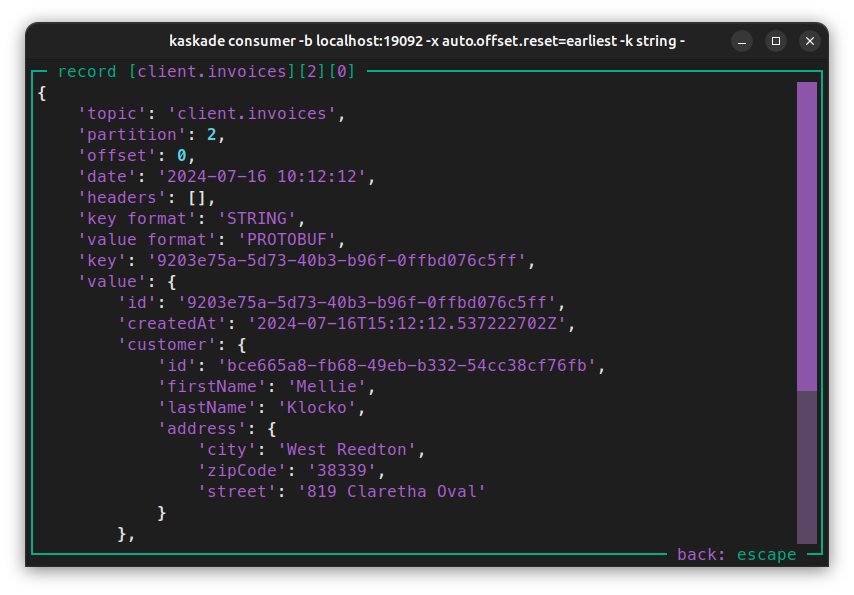 kaskade consumer -b localhost:19092 -x auto.offset.reset=earliest -k string -
record [client.invoices][2][0]
{
    'topic': 'client.invoices',
    'partition': 2,
    'offset': 0,
    'date': '2024-07-16 10:12:12',
    'headers': [],
    'key format': 'STRING',
    'value format': 'PROTOBUF',
    'key': '9203e75a-5d73-40b3-b96f-0ffbd076c5ff',
    'value': {
        'id': '9203e75a-5d73-40b3-b96f-0ffbd076c5ff',
        'createdAt': '2024-07-16T15:12:12.537222702Z',
        'customer': {
            'id': 'bce665a8-fb68-49eb-b332-54cc38cf76fb',
            'firstName': 'Mellie',
            'lastName': 'Klocko',
            'address': {
                'city': 'West Reedton',
                'zipCode': '38339',
                'street': '819 Claretha Oval'
            }
        },
back: escape